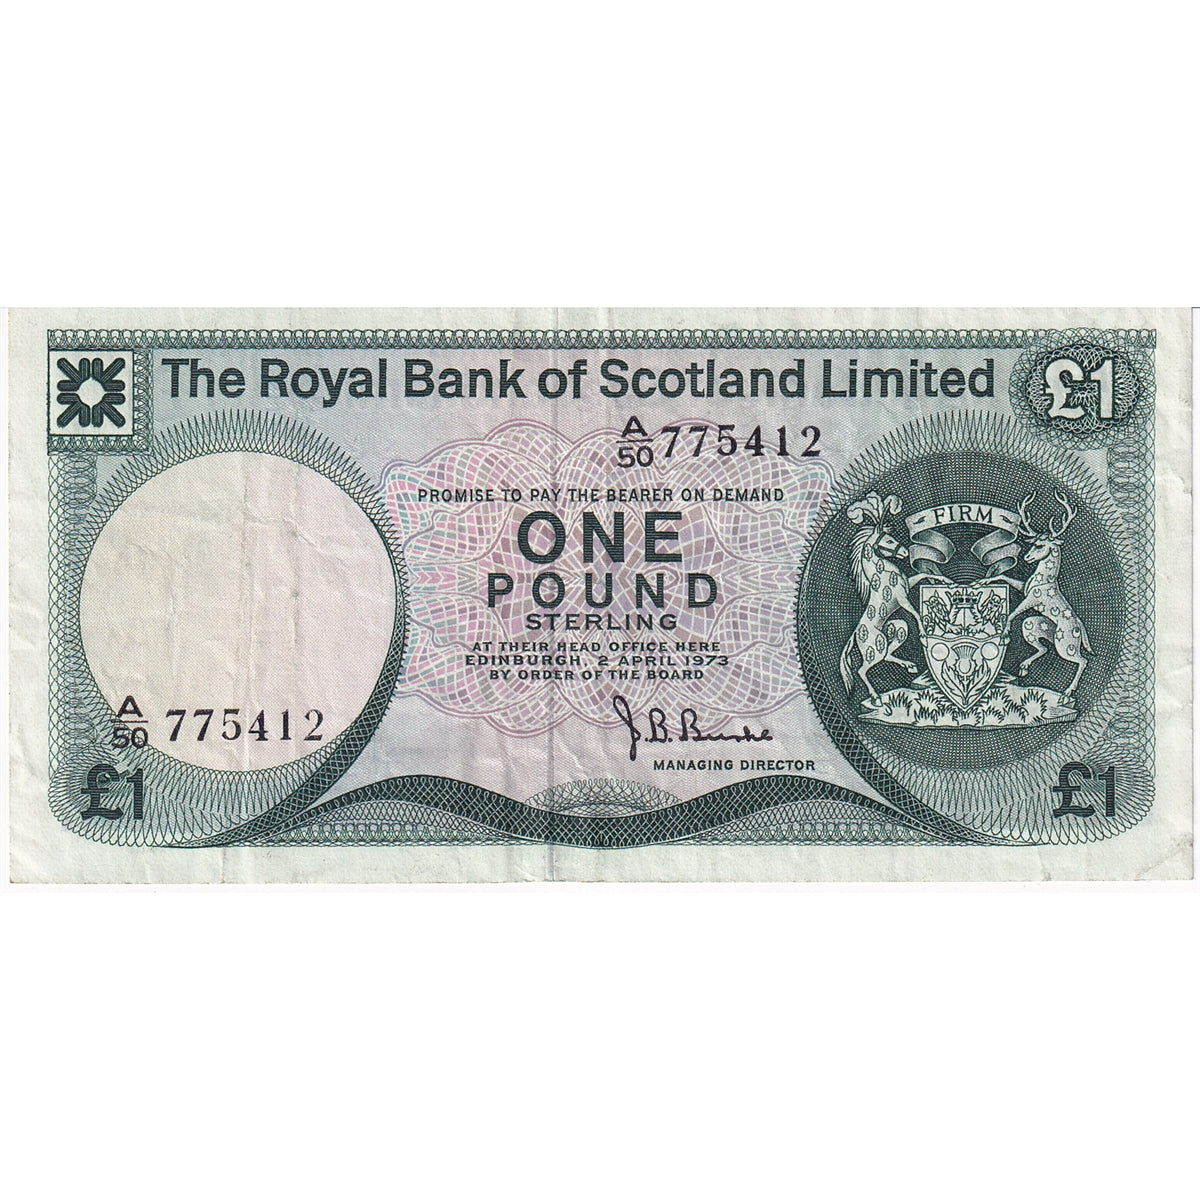 The Royal Bank of Scotland Limited
£1
A/50 775412
PROMISE TO PAY THE BEARER ON DEMAND
ONE
POUND
STERLING
AT THEIR HEAD OFFICE HERE
EDINBURGH, 2 APRIL 1973
BY ORDER OF THE BOARD
J. B. Burke
MANAGING DIRECTOR
FIRM
A/50 775412
£1
£1